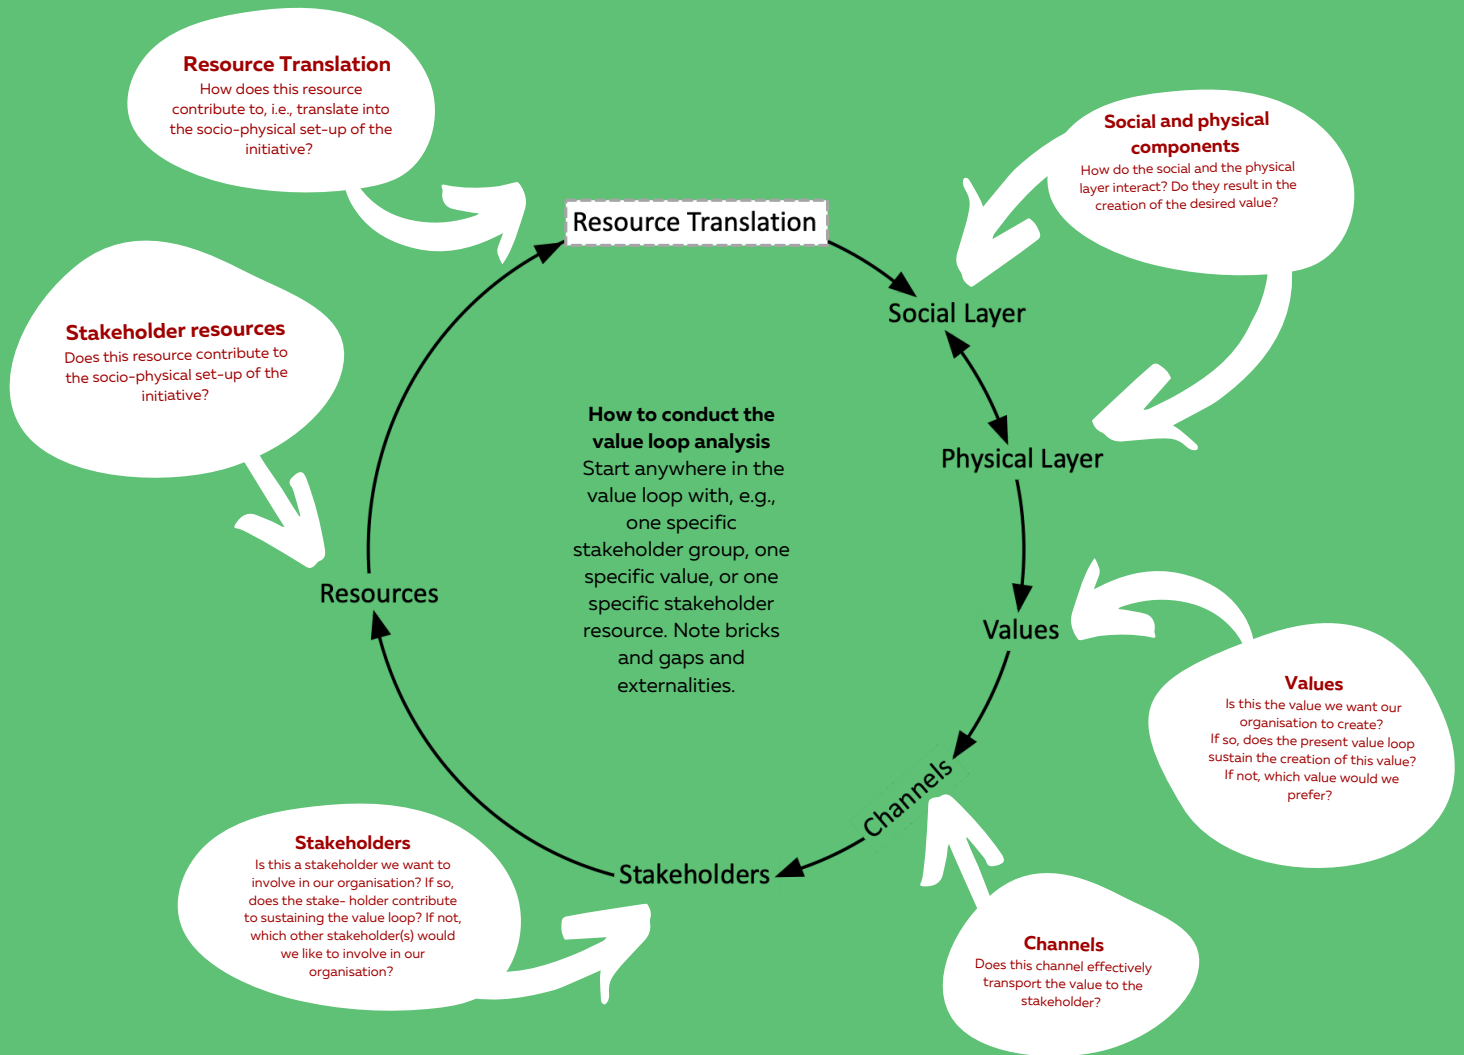 Resource Translation
How does this resource
contribute to, i.e., translate into
the socio-physical set-up of the
initiative?
Social and physical
components
How do the social and the physical
layer interact? Do they result in the
creation of the desired value?
Resource Translation
Stakeholder resources
Does this resource contribute to
the socio-physical set-up of the
initiative?
Social Layer
How to conduct the
value loop analysis
Start anywhere in the
value loop with, e.g.,
one specific
stakeholder group, one
specific value, or one
specific stakeholder
resource. Note bricks
and gaps and
externalities.
Physical Layer
Resources
Values
Values
Is this the value we want our
organisation to create?
If so, does the present value loop
sustain the creation of this value?
If not, which value would we
prefer?
Channels
Stakeholders
Stakeholders
Is this a stakeholder we want to
involve in our organisation? If so,
does the stake- holder contribute
to sustaining the value loop? If not,
which other stakeholder(s) would
we like to involve in our
organisation?
Channels
Does this channel effectively
transport the value to the
stakeholder?